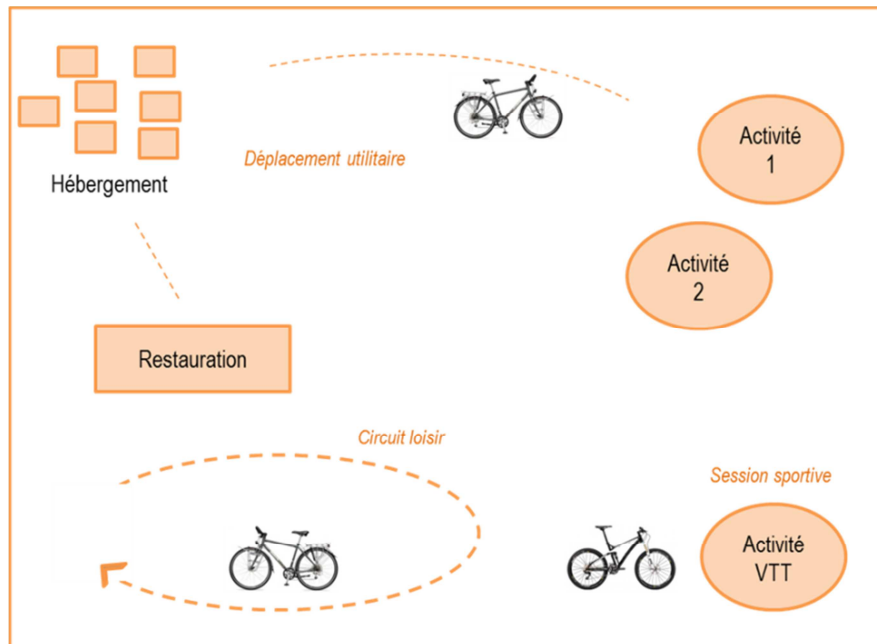 Déplacement utilitaire
Hébergement
Activité
1
Activité
2
Restauration
Circuit loisir
Session sportive
Activité
VTT